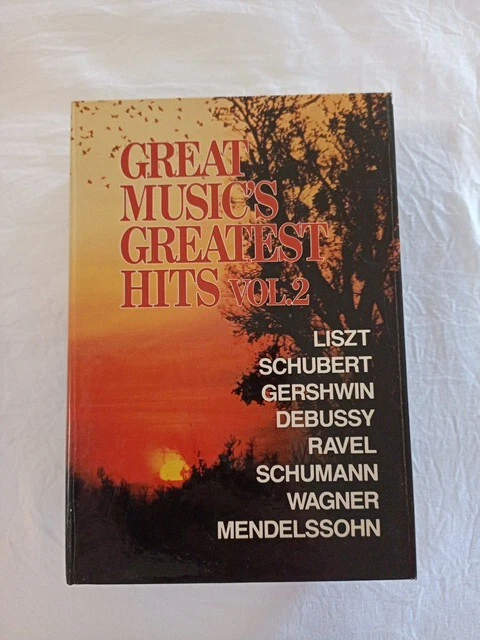 GREAT
MUSIC'S
GREATEST
HITS VOL.2
LISZT
SCHUBERT
GERSHWIN
DEBUSSY
RAVEL
SCHUMANN
WAGNER
MENDELSSOHN